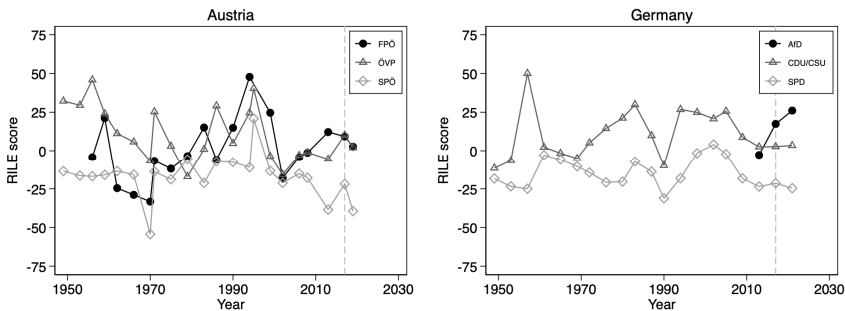 Austria
75
50
25
0
-25
-50
-75
RILE score
1950
1970
1990
2010
2030
Year
FPÖ
ÖVP
SPÖ
Germany
75
50
25
0
-25
-50
-75
RILE score
1950
1970
1990
2010
2030
Year
AfD
CDU/CSU
SPD